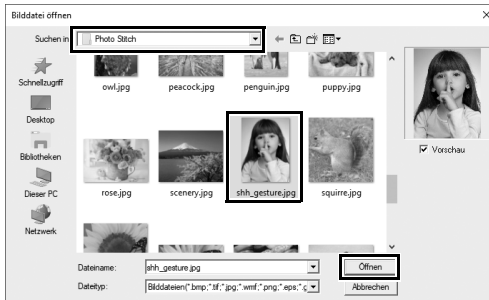 Bilddatei öffnen
Suchen in: Photo Stitch
Schnellzugriff
Desktop
Bibliotheken
Dieser PC
Netzwerk
owl.jpg peacock.jpg penguin.jpg puppy.jpg
rose.jpg scenery.jpg shh_gesture.jpg squirre.jpg
Vorschau
Dateiname: shh_gesture.jpg Öffnen
Dateityp: Bilddateien(*.bmp;*.tif;*.jpg;*.wmf;*.png;*.eps;*.g Abbrechen